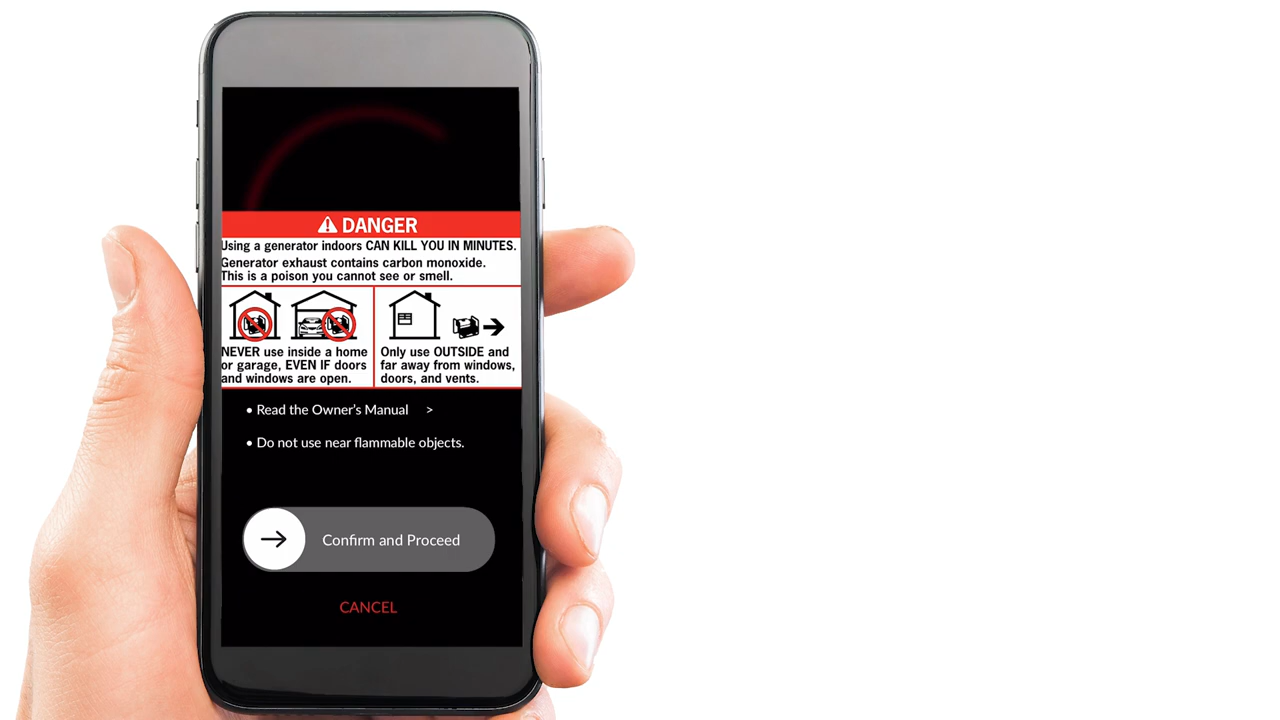 DANGER
Using a generator indoors CAN KILL YOU IN MINUTES.
Generator exhaust contains carbon monoxide.
This is a poison you cannot see or smell.
NEVER use inside a home
or garage, EVEN IF doors
and windows are open.
Only use OUTSIDE and
far away from windows,
doors, and vents.
• Read the Owner's Manual >
• Do not use near flammable objects.
Confirm and Proceed
CANCEL